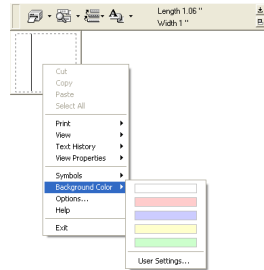 Length 1.06 "
Width 1 "
Cut
Copy
Paste
Select All
Print
View
Text History
View Properties
Symbols
Background Color
Options...
Help
Exit
User Settings...